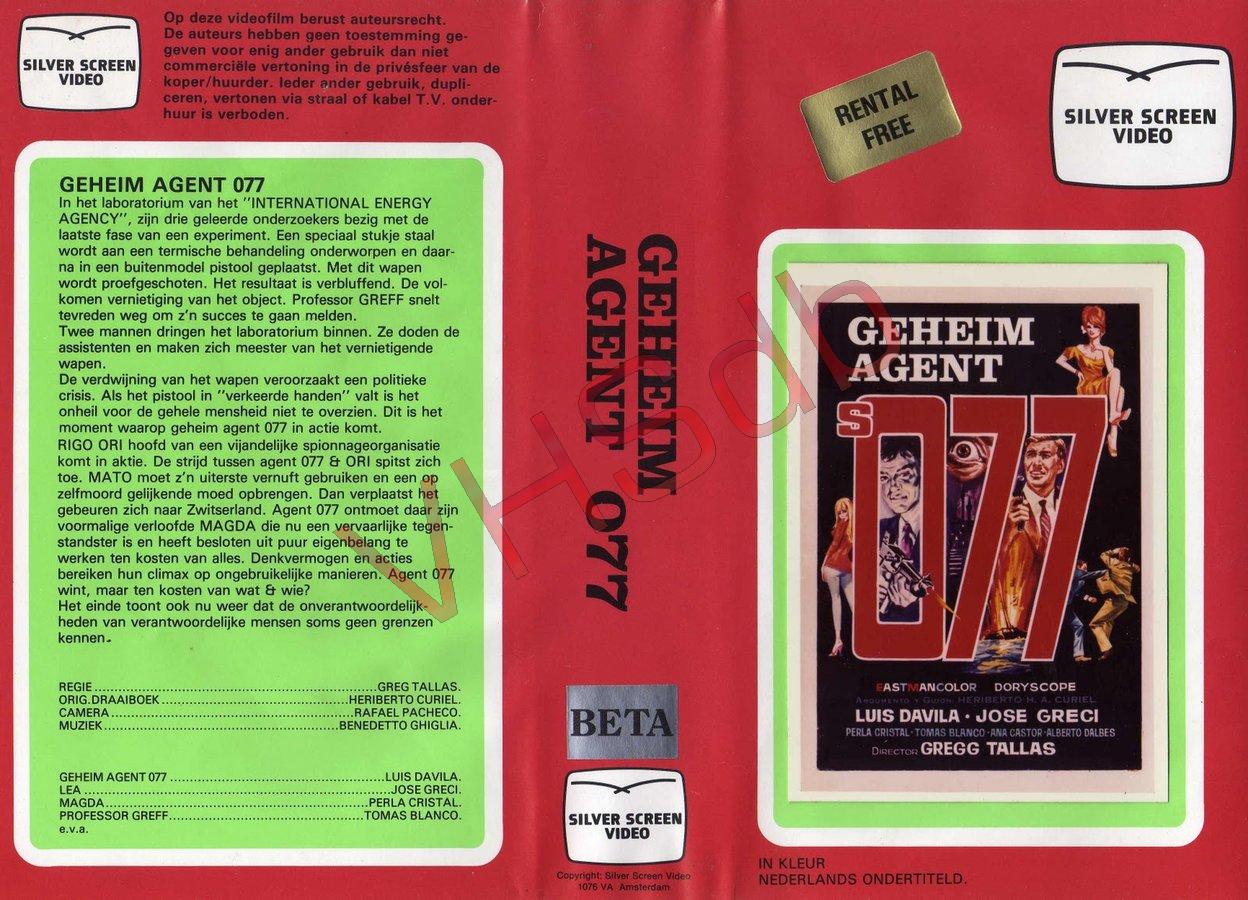 SILVER SCREEN
VIDEO
Op deze videofilm berust auteursrecht.
De auteurs hebben geen toestemming ge-
geven voor enig ander gebruik dan niet
commerciële vertoning in de privésfeer van de
koper/huurder. Ieder ander gebruik, dupli-
ceren, vertonen via straal of kabel T.V. onder-
huur is verboden.
GEHEIM AGENT 077
In het laboratorium van het ''INTERNATIONAL ENERGY
AGENCY'', zijn drie geleerde onderzoekers bezig met de
laatste fase van een experiment. Een speciaal stukje staal
wordt aan een termische behandeling onderworpen en daar-
na in een buitenmodel pistool geplaatst. Met dit wapen
wordt proefgeschoten. Het resultaat is verbluffend. De vol-
komen vernietiging van het object. Professor GREFF snelt
tevreden weg om z'n succes te gaan melden.
Twee mannen dringen het laboratorium binnen. Ze doden de
assistenten en maken zich meester van het vernietigende
wapen.
De verdwijning van het wapen veroorzaakt een politieke
crisis. Als het pistool in ''verkeerde handen'' valt is het
onheil voor de gehele mensheid niet te overzien. Dit is het
moment waarop geheim agent 077 in actie komt.
RIGO ORI hoofd van een vijandelijke spionnageorganisatie
komt in aktie. De strijd tussen agent 077 & ORI spitst zich
toe. MATO moet z'n uiterste vernuft gebruiken en een op
zelfmoord gelijkende moed opbrengen. Dan verplaatst het
gebeuren zich naar Zwitserland. Agent 077 ontmoet daar zijn
voormalige verloofde MAGDA die nu een vervaarlijke tegen-
standster is en heeft besloten uit puur eigenbelang te
werken ten kosten van alles. Denkvermogen en acties
bereiken hun climax op ongebruikelijke manieren. Agent 077
wint, maar ten kosten van wat & wie?
Het einde toont ook nu weer dat de onverantwoordelijk-
heden van verantwoordelijke mensen soms geen grenzen
kennen.
REGIE..........GREG TALLAS.
ORIG.DRAAIBOEK..........HERIBERTO CURIEL.
CAMERA..........RAFAEL PACHECO.
MUZIEK..........BENEDETTO GHIGLIA.
GEHEIM AGENT 077..........LUIS DAVILA.
LEA..........JOSE GRECI.
MAGDA..........PERLA CRISTAL.
PROFESSOR GREFF..........TOMAS BLANCO.
e.v.a.
GEHEIM
AGENT 077
BETA
SILVER SCREEN
VIDEO
Copyright: Silver Screen Video
1076 VA Amsterdam
RENTAL
FREE
SILVER SCREEN
VIDEO
GEHEIM
AGENT
S 077
EASTMANCOLOR DORYSCOPE
ARGUMENTO Y GUION: HERIBERTO H. A. CURIEL
LUIS DAVILA · JOSE GRECI
PERLA CRISTAL · TOMAS BLANCO · ANA CASTOR · ALBERTO DALBES
DIRECTOR GREGG TALLAS
IN KLEUR
NEDERLANDS ONDERTITELD.
VHSdb